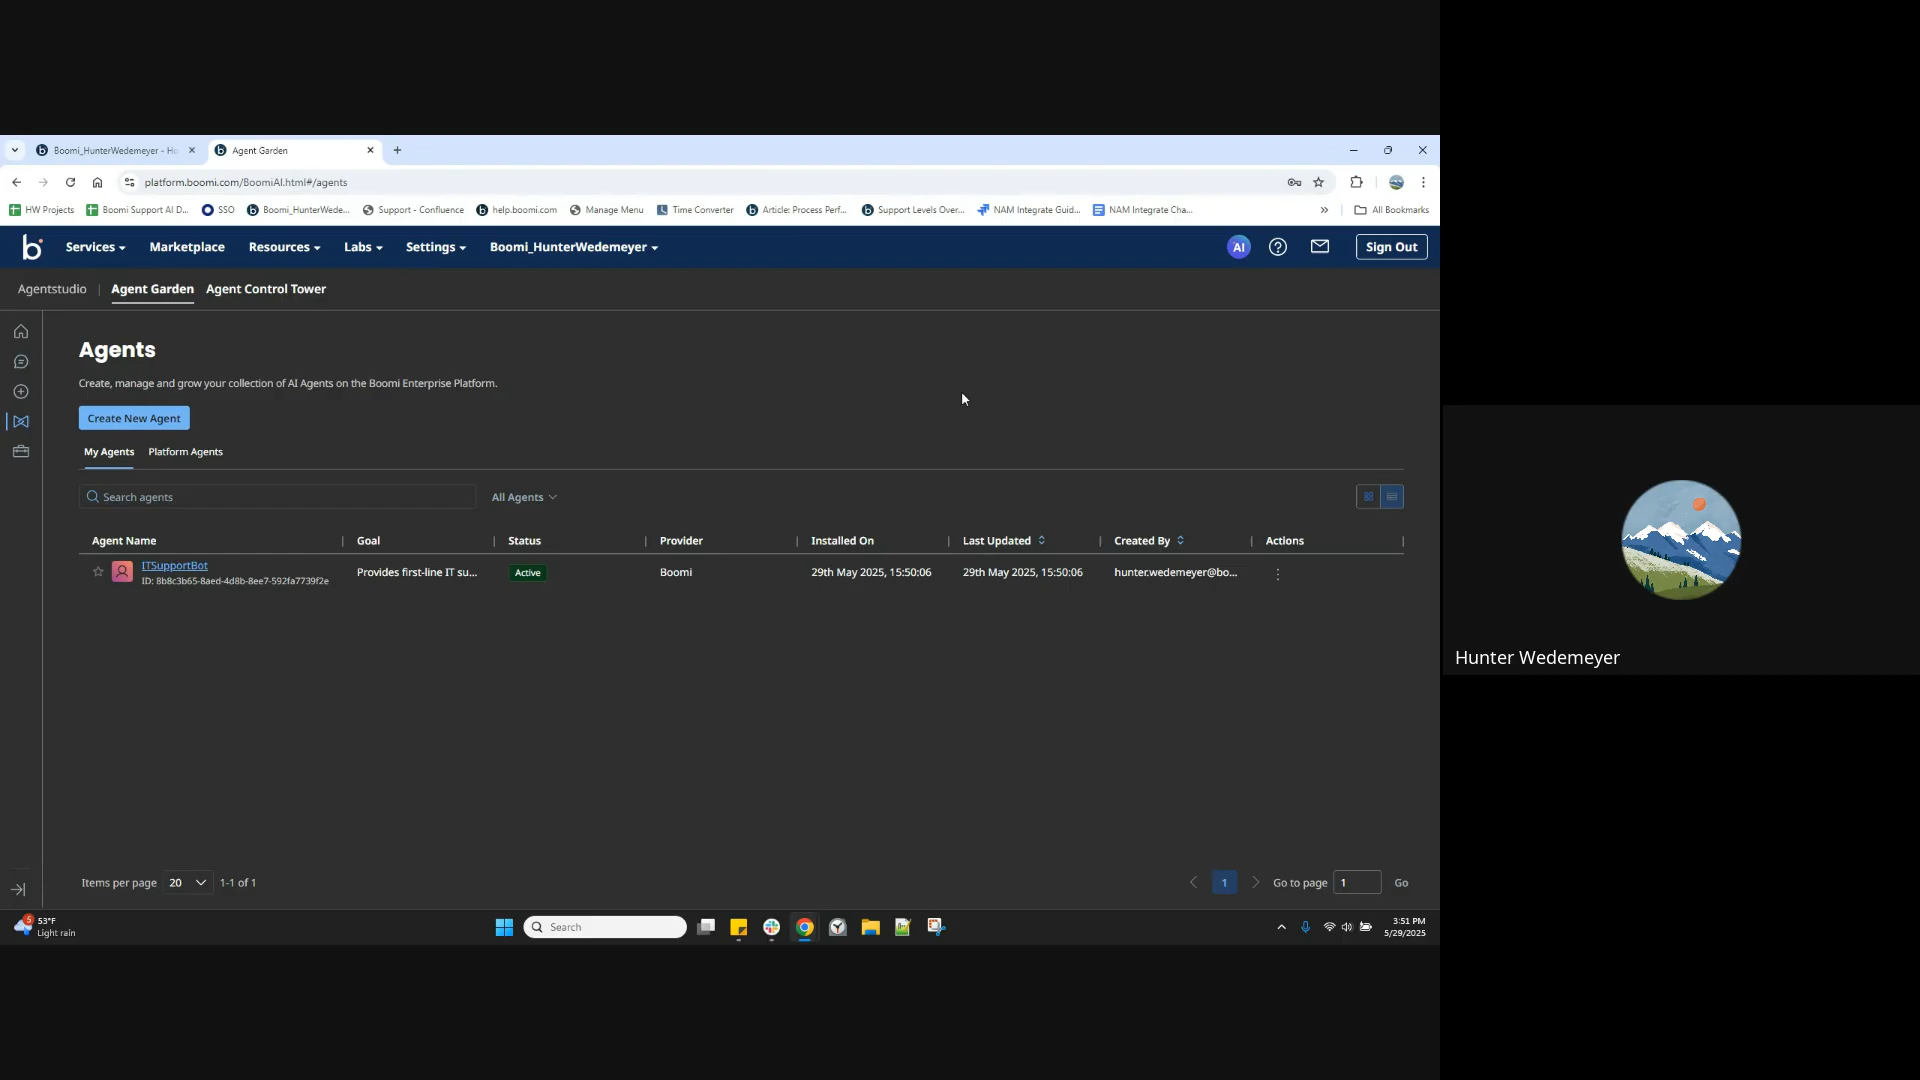 Boomi_HunterWedemeyer - Ho
Agent Garden
platform.boomi.com/BoomiAI.html#/agents
HW Projects
Boomi Support AI D...
SSO
Boomi_HunterWede...
Support - Confluence
help.boomi.com
Manage Menu
Time Converter
Article: Process Perf...
Support Levels Over...
NAM Integrate Guid...
NAM Integrate Cha...
All Bookmarks
b
Services
Marketplace
Resources
Labs
Settings
Boomi_HunterWedemeyer
AI
Sign Out
Agentstudio | Agent Garden Agent Control Tower
Agents
Create, manage and grow your collection of AI Agents on the Boomi Enterprise Platform.
Create New Agent
My Agents Platform Agents
Search agents
All Agents
Agent Name | Goal | Status | Provider | Installed On | Last Updated | Created By | Actions |
ITSupportBot
ID: 8b8c3b65-8aed-4d8b-8ee7-592fa7739f2e
Provides first-line IT su...
Active
Boomi
29th May 2025, 15:50:06
29th May 2025, 15:50:06
hunter.wedemeyer@bo...
Items per page 20 1-1 of 1
1
Go to page 1 Go
5
53°F
Light rain
Search
3:51 PM
5/29/2025
Hunter Wedemeyer